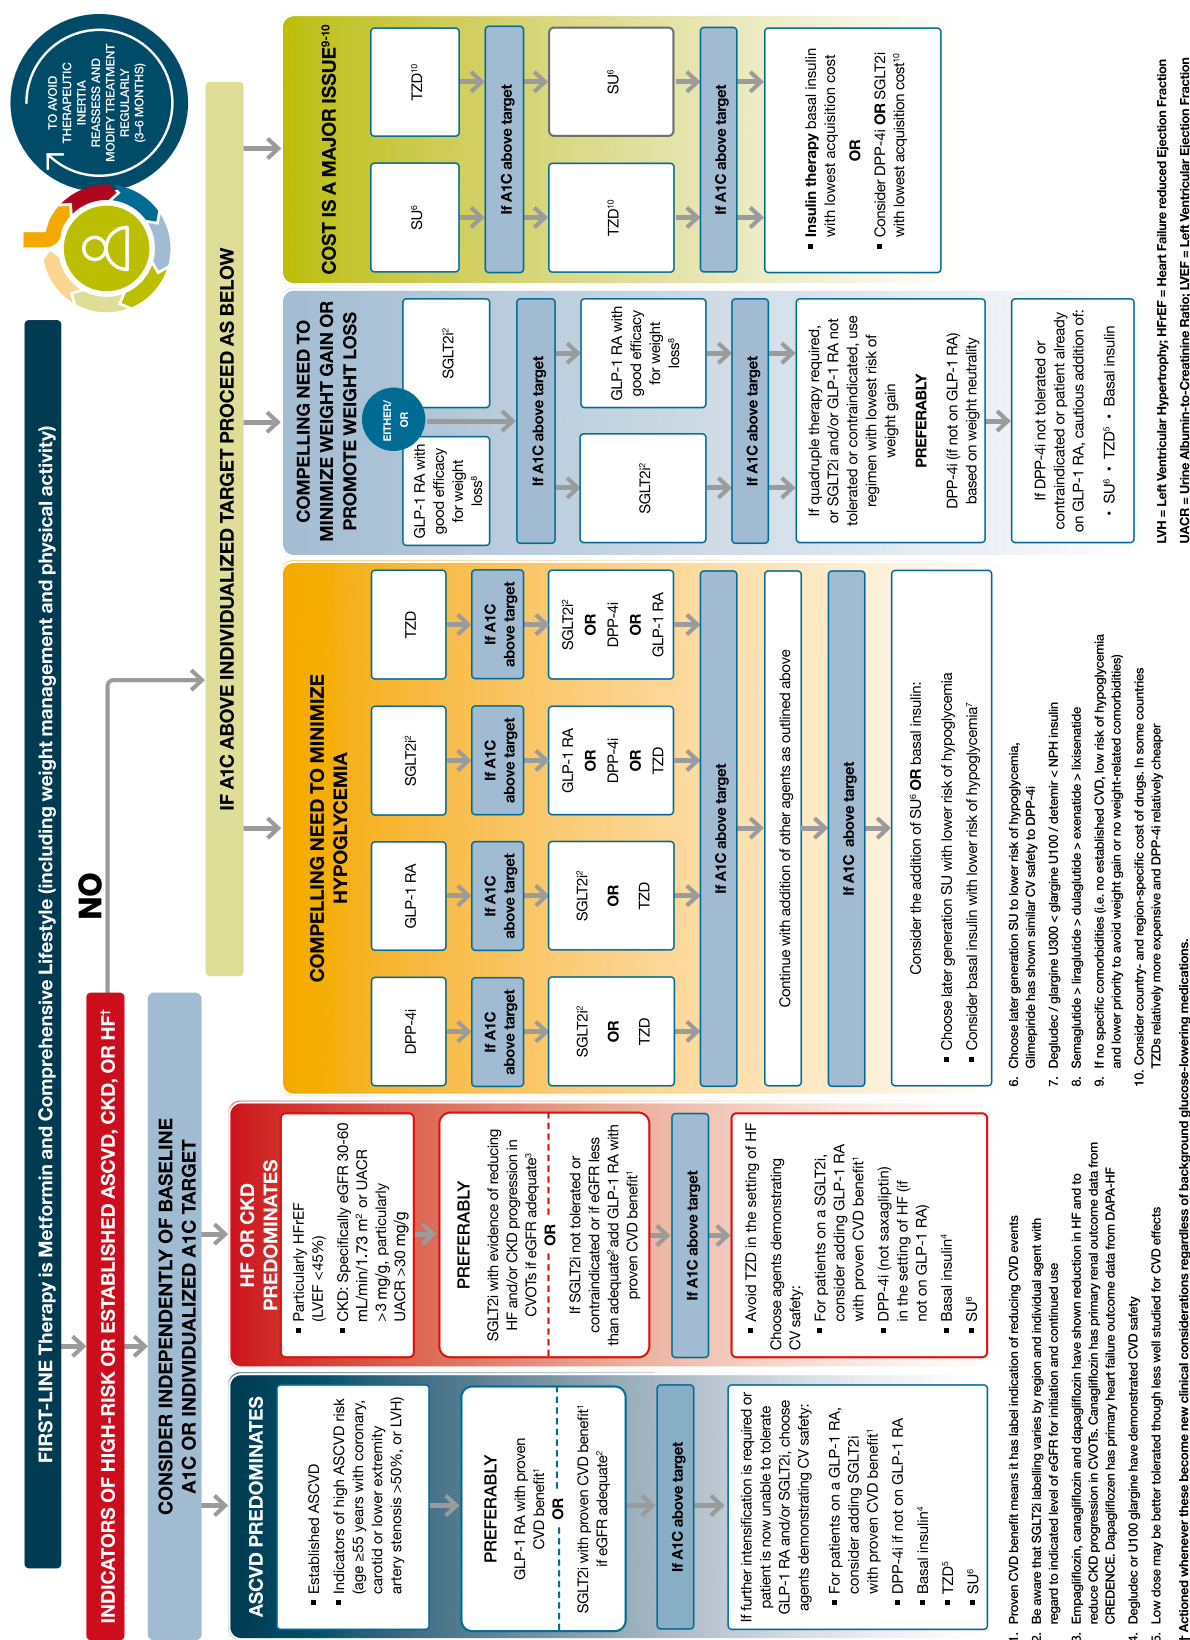 FIRST-LINE Therapy is Metformin and Comprehensive Lifestyle (including weight management and physical activity)
TO AVOID
THERAPEUTIC
INERTIA
REASSESS AND
MODIFY TREATMENT
REGULARLY
(3–6 MONTHS)
INDICATORS OF HIGH-RISK OR ESTABLISHED ASCVD, CKD, OR HF†
NO
CONSIDER INDEPENDENTLY OF BASELINE
A1C OR INDIVIDUALIZED A1C TARGET
IF A1C ABOVE INDIVIDUALIZED TARGET PROCEED AS BELOW
ASCVD PREDOMINATES
▪ Established ASCVD
▪ Indicators of high ASCVD risk
(age ≥55 years with coronary,
carotid or lower extremity
artery stenosis >50%, or LVH)
PREFERABLY
GLP-1 RA with proven
CVD benefit¹
OR
SGLT2i with proven CVD benefit¹
if eGFR adequate²
If A1C above target
If further intensification is required or
patient is now unable to tolerate
GLP-1 RA and/or SGLT2i, choose
agents demonstrating CV safety:
▪ For patients on a GLP-1 RA,
consider adding SGLT2i
with proven CVD benefit¹
▪ DPP-4i if not on GLP-1 RA
▪ Basal insulin⁴
▪ TZD⁵
▪ SU⁶
HF OR CKD
PREDOMINATES
▪ Particularly HFrEF
(LVEF <45%)
▪ CKD: Specifically eGFR 30-60
mL/min/1.73 m² or UACR
>3 mg/g, particularly
UACR >30 mg/g
PREFERABLY
SGLT2i with evidence of reducing
HF and/or CKD progression in
CVOTs if eGFR adequate³
OR
If SGLT2i not tolerated or
contraindicated or if eGFR less
than adequate² add GLP-1 RA with
proven CVD benefit¹
If A1C above target
▪ Avoid TZD in the setting of HF
Choose agents demonstrating
CV safety:
▪ For patients on a SGLT2i,
consider adding GLP-1 RA
with proven CVD benefit¹
▪ DPP-4i (not saxagliptin)
in the setting of HF (if
not on GLP-1 RA)
▪ Basal insulin⁴
▪ SU⁶
COMPELLING NEED TO MINIMIZE
HYPOGLYCEMIA
DPP-4i
GLP-1 RA
SGLT2i²
TZD
If A1C
above target
If A1C
above target
If A1C
above target
If A1C
above target
SGLT2i²
OR
TZD
SGLT2i²
OR
TZD
GLP-1 RA
OR
DPP-4i
OR
TZD
SGLT2i²
OR
DPP-4i
OR
GLP-1 RA
If A1C above target
Continue with addition of other agents as outlined above
If A1C above target
Consider the addition of SU⁶ OR basal insulin:
▪ Choose later generation SU with lower risk of hypoglycemia
▪ Consider basal insulin with lower risk of hypoglycemia⁷
COMPELLING NEED TO
MINIMIZE WEIGHT GAIN OR
PROMOTE WEIGHT LOSS
EITHER/
OR
GLP-1 RA with
good efficacy
for weight
loss⁸
SGLT2i²
If A1C above target
SGLT2i²
GLP-1 RA with
good efficacy
for weight
loss⁸
If A1C above target
If quadruple therapy required,
or SGLT2i and/or GLP-1 RA not
tolerated or contraindicated, use
regimen with lowest risk of
weight gain
PREFERABLY
DPP-4i (if not on GLP-1 RA)
based on weight neutrality
If DPP-4i not tolerated or
contraindicated or patient already
on GLP-1 RA, cautious addition of:
• SU⁶ • TZD⁵ • Basal insulin
COST IS A MAJOR ISSUE⁹⁻¹⁰
SU⁶
TZD¹⁰
If A1C above target
TZD¹⁰
SU⁶
If A1C above target
▪ Insulin therapy basal insulin
with lowest acquisition cost
OR
▪ Consider DPP-4i OR SGLT2i
with lowest acquisition cost¹⁰
1. Proven CVD benefit means it has label indication of reducing CVD events
2. Be aware that SGLT2i labelling varies by region and individual agent with
regard to indicated level of eGFR for initiation and continued use
3. Empagliflozin, canagliflozin and dapagliflozin have shown reduction in HF and to
reduce CKD progression in CVOTs. Canagliflozin has primary renal outcome data from
CREDENCE. Dapagliflozen has primary heart failure outcome data from DAPA-HF
4. Degludec or U100 glargine have demonstrated CVD safety
5. Low dose may be better tolerated though less well studied for CVD effects
6. Choose later generation SU to lower risk of hypoglycemia,
Glimepiride has shown similar CV safety to DPP-4i
7. Degludec / glargine U300 < glargine U100 / detemir < NPH insulin
8. Semaglutide > liraglutide > dulaglutide > exenatide > lixisenatide
9. If no specific comorbidities (i.e. no established CVD, low risk of hypoglycemia
and lower priority to avoid weight gain or no weight-related comorbidities)
10. Consider country- and region-specific cost of drugs. In some countries
TZDs relatively more expensive and DPP-4i relatively cheaper
† Actioned whenever these become new clinical considerations regardless of background glucose-lowering medications.
LVH = Left Ventricular Hypertrophy; HFrEF = Heart Failure reduced Ejection Fraction
UACR = Urine Albumin-to-Creatinine Ratio; LVEF = Left Ventricular Ejection Fraction